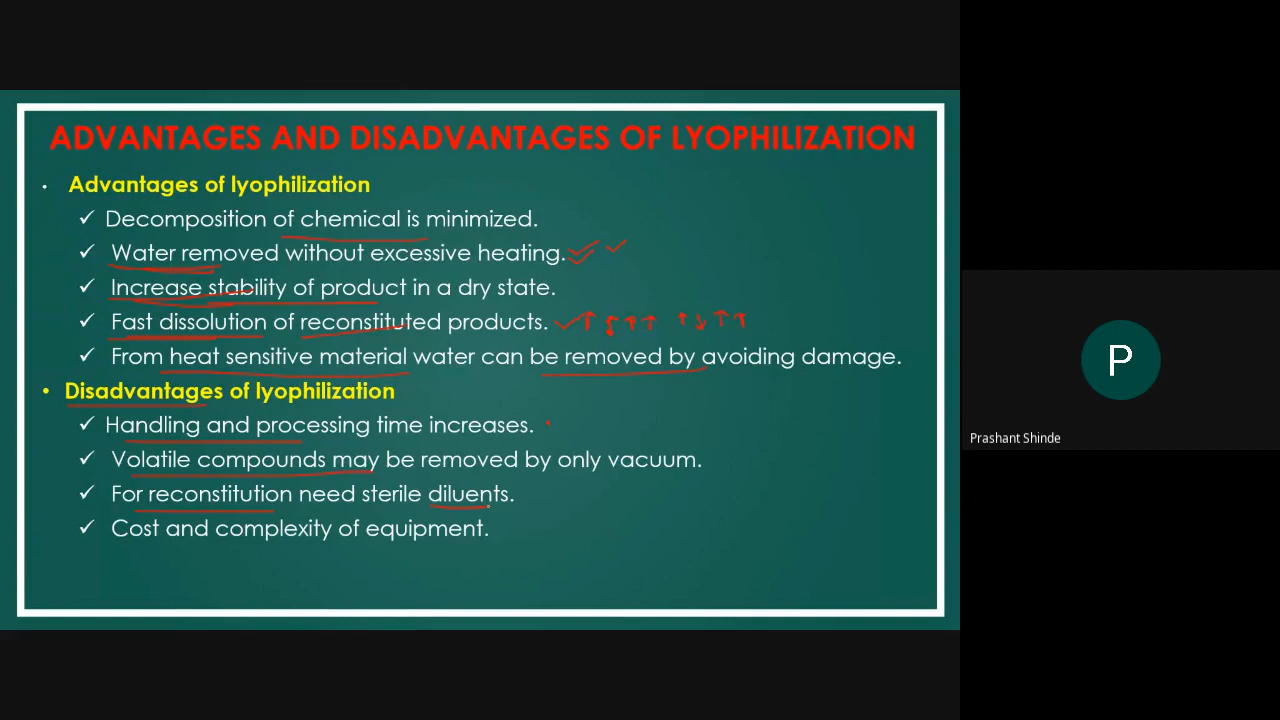 ADVANTAGES AND DISADVANTAGES OF LYOPHILIZATION
• Advantages of lyophilization
✓ Decomposition of chemical is minimized.
✓ Water removed without excessive heating.
✓ Increase stability of product in a dry state.
✓ Fast dissolution of reconstituted products.
✓ From heat sensitive material water can be removed by avoiding damage.
• Disadvantages of lyophilization
✓ Handling and processing time increases.
✓ Volatile compounds may be removed by only vacuum.
✓ For reconstitution need sterile diluents.
✓ Cost and complexity of equipment.
P
Prashant Shinde